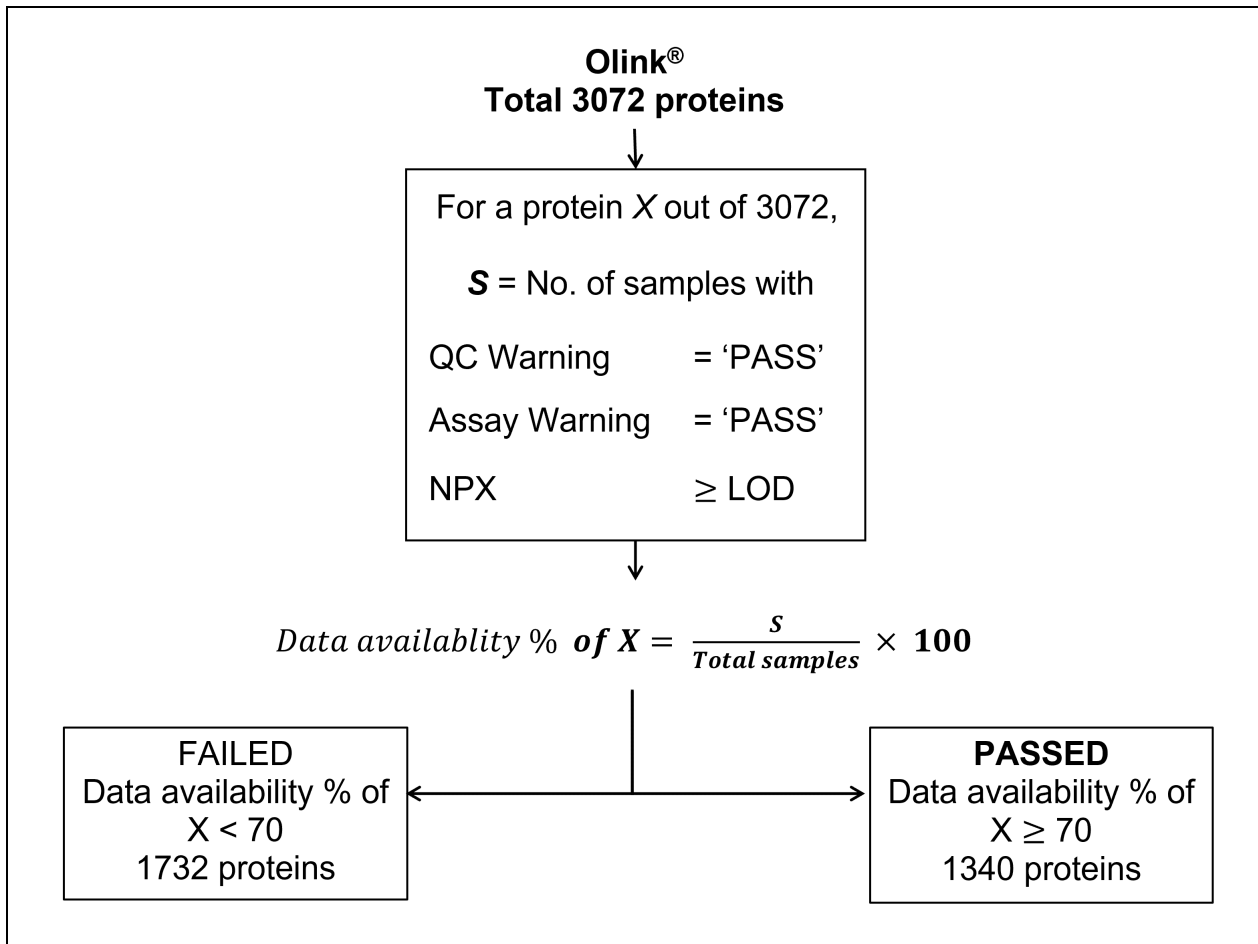 Olink®
Total 3072 proteins
For a protein X out of 3072,
S = No. of samples with
QC Warning = ‘PASS’
Assay Warning = ‘PASS’
NPX ≥ LOD
Data availablity % of X = S / Total samples × 100
FAILED
Data availability % of
X < 70
1732 proteins
PASSED
Data availability % of
X ≥ 70
1340 proteins